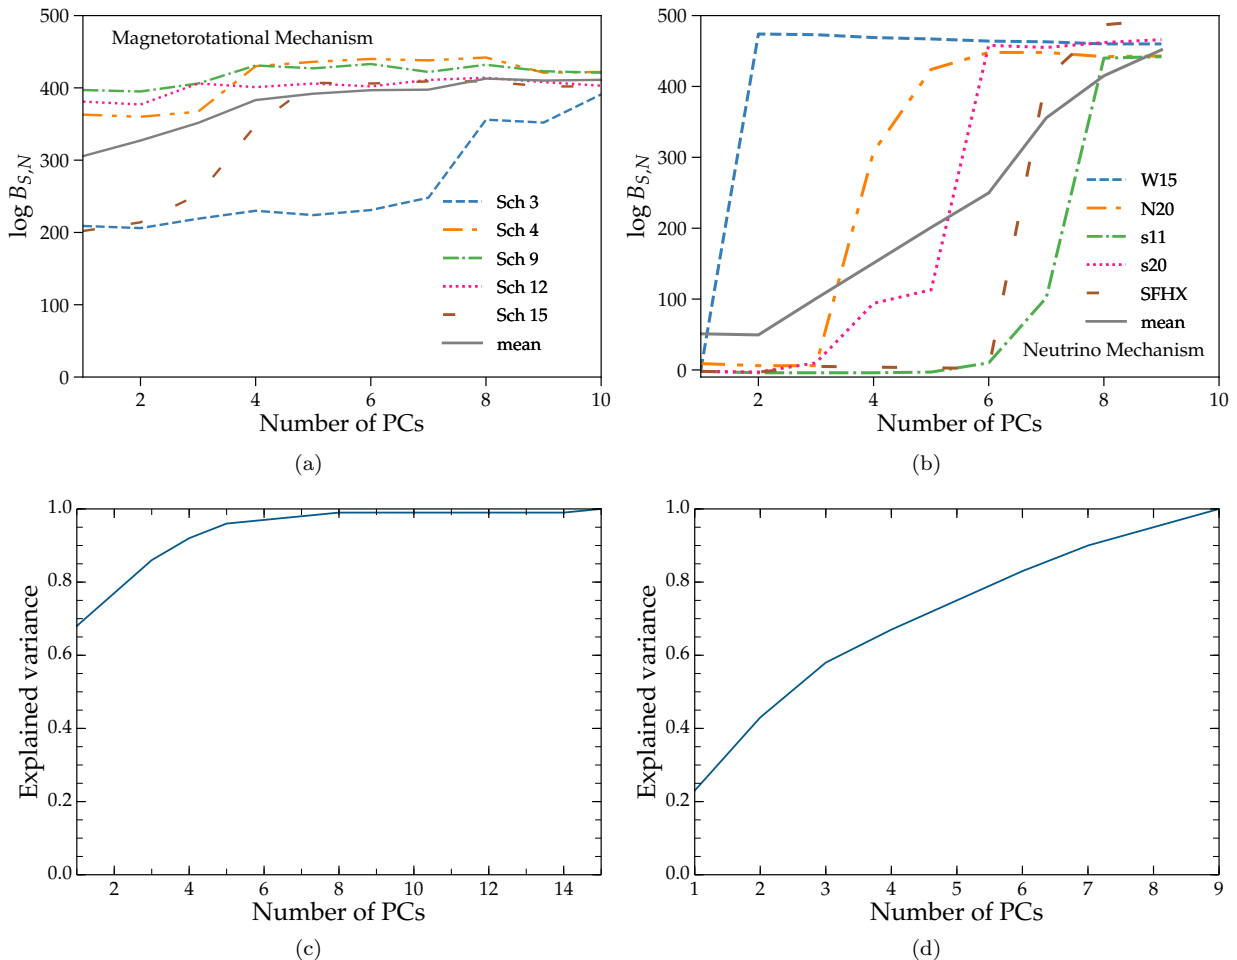 500
400
300
200
100
0
log B_{S,N}
Magnetorotational Mechanism
Sch 3
Sch 4
Sch 9
Sch 12
Sch 15
mean
2
4
6
8
10
Number of PCs
(a)
500
400
300
200
100
0
log B_{S,N}
W15
N20
s11
s20
SFHX
mean
Neutrino Mechanism
2
4
6
8
10
Number of PCs
(b)
1.0
0.8
0.6
0.4
0.2
0.0
Explained variance
2
4
6
8
10
12
14
Number of PCs
(c)
1.0
0.8
0.6
0.4
0.2
0.0
Explained variance
1
2
3
4
5
6
7
8
9
Number of PCs
(d)